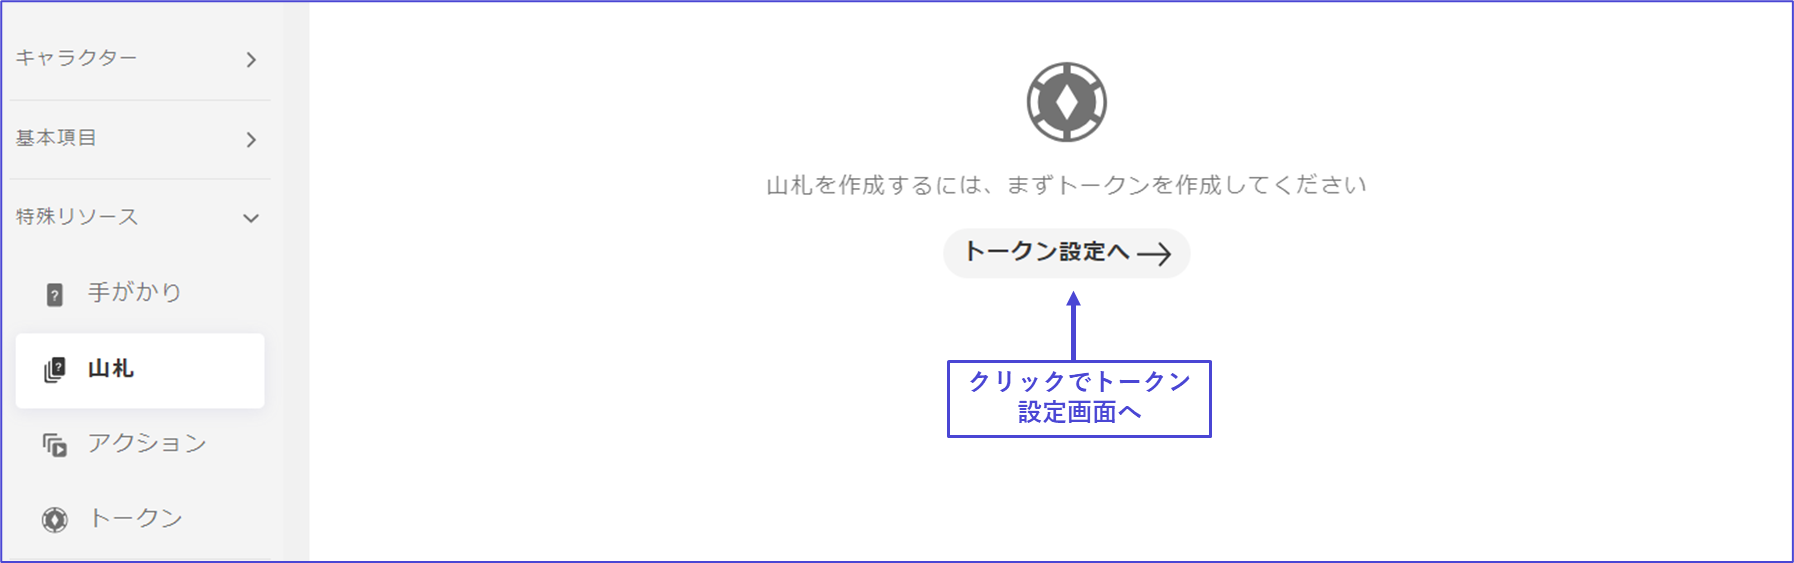 キャラクター
基本項目
特殊リソース
手がかり
山札
アクション
トークン
山札を作成するには、まずトークンを作成してください
トークン設定へ
クリックでトークン
設定画面へ